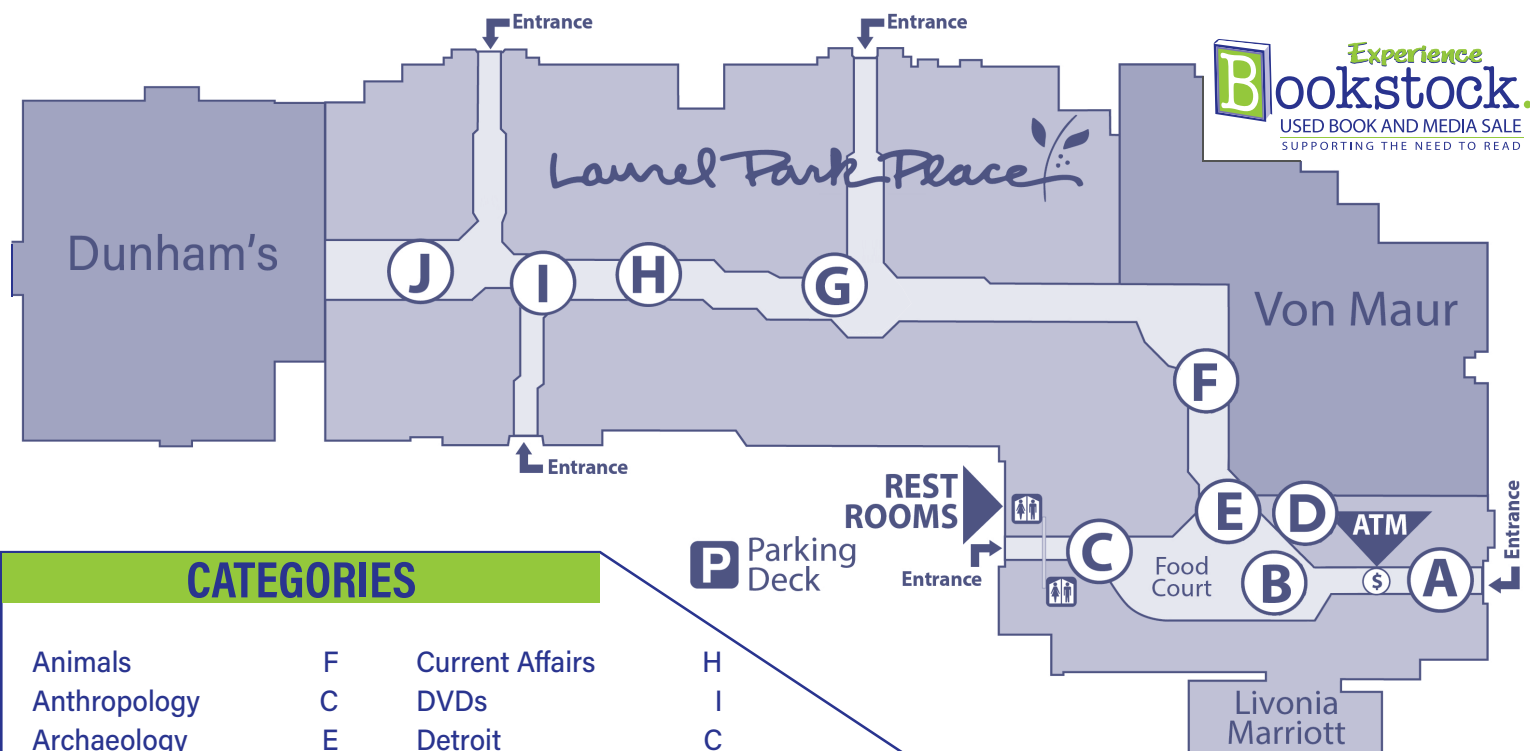 Entrance
Entrance
Experience
Bookstock.
USED BOOK AND MEDIA SALE
SUPPORTING THE NEED TO READ
Laurel Park Place
Dunham's
J
I
H
G
Von Maur
F
Entrance
REST
ROOMS
E
D
ATM
Entrance
P
Parking
Deck
Entrance
C
Food
Court
B
$
A
Livonia
Marriott
CATEGORIES
Animals F Current Affairs H
Anthropology C DVDs I
Archaeology E Detroit C